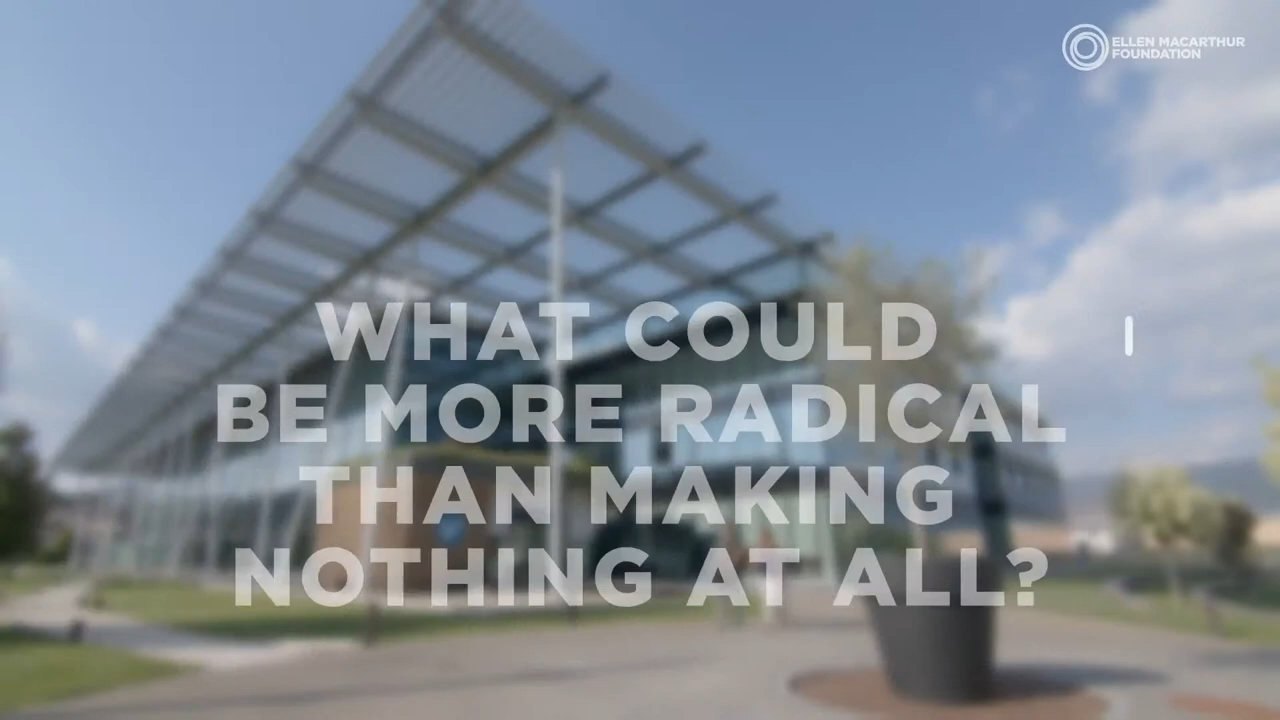 ELLEN MACARTHUR
FOUNDATION
WHAT COULD
BE MORE RADICAL
THAN MAKING
NOTHING AT ALL?